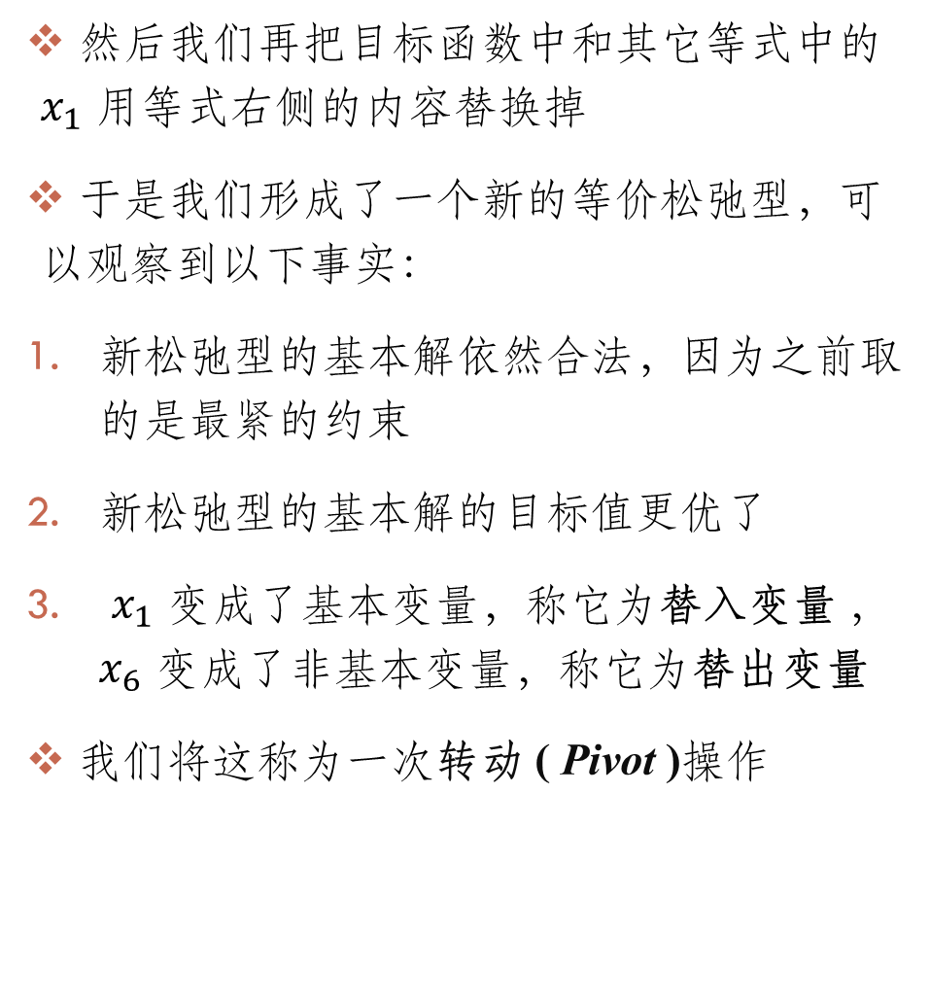 ❖ 然后我们再把目标函数中和其它等式中的
x₁ 用等式右侧的内容替换掉
❖ 于是我们形成了一个新的等价松弛型，可
以观察到以下事实：
1. 新松弛型的基本解依然合法，因为之前取
的是最紧的约束
2. 新松弛型的基本解的目标值更优了
3. x₁ 变成了基本变量，称它为替入变量，
x₆ 变成了非基本变量，称它为替出变量
❖ 我们将这称为一次转动 ( Pivot )操作